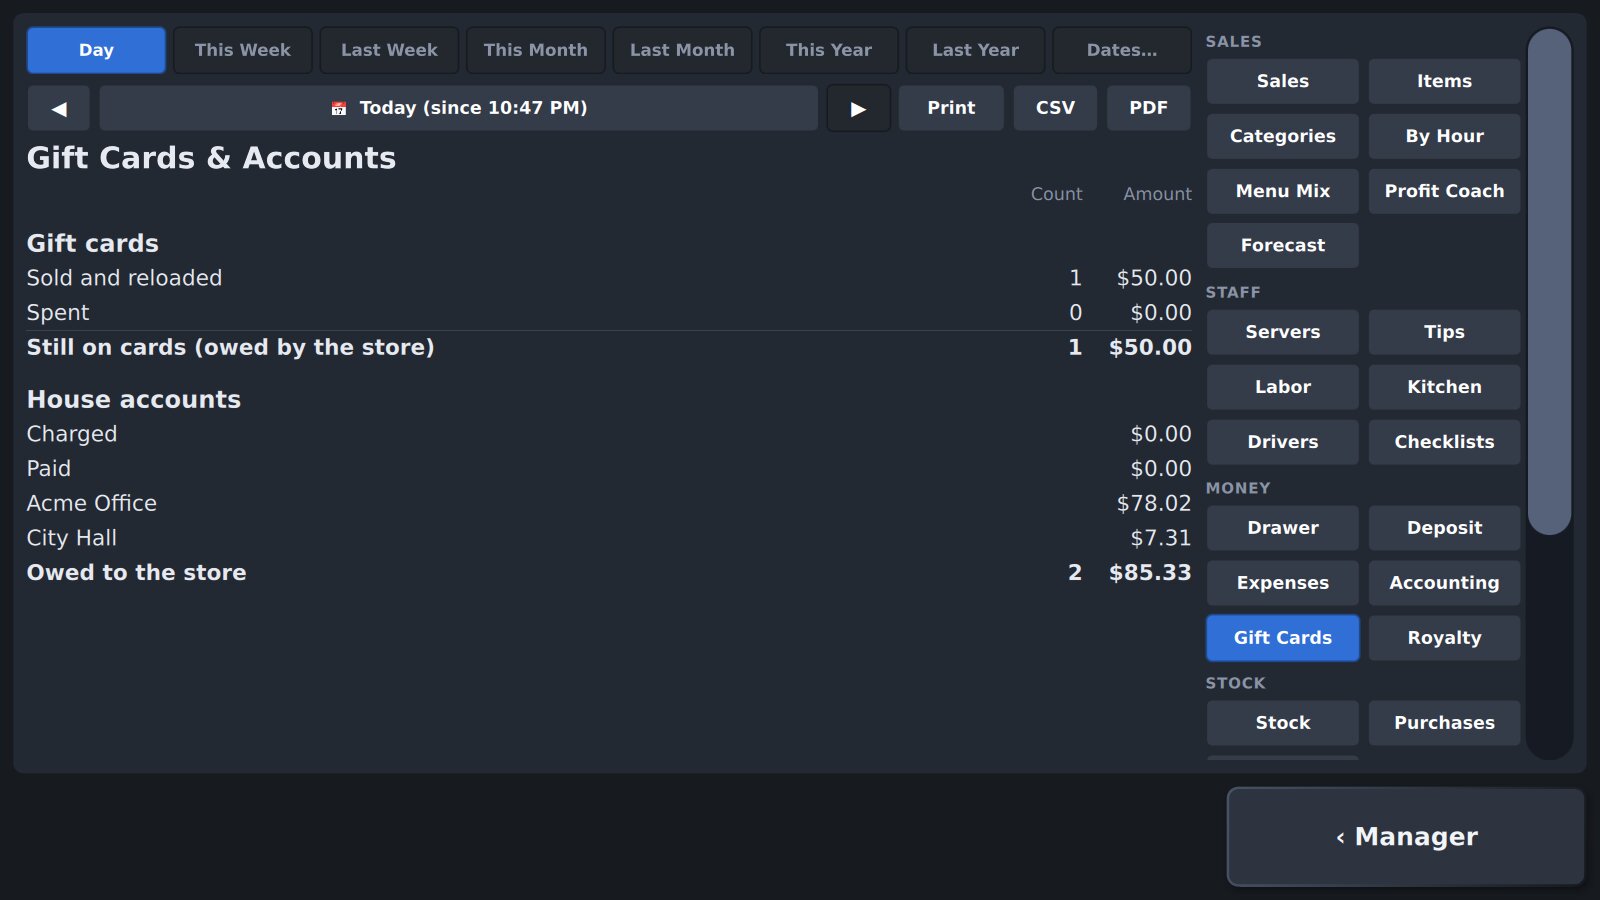 Day This Week Last Week This Month Last Month This Year Last Year Dates...
◀ 📅 Today (since 10:47 PM) ▶ Print CSV PDF
Gift Cards & Accounts
Count Amount
Gift cards
Sold and reloaded 1 $50.00
Spent 0 $0.00
Still on cards (owed by the store) 1 $50.00
House accounts
Charged $0.00
Paid $0.00
Acme Office $78.02
City Hall $7.31
Owed to the store 2 $85.33
SALES
Sales Items
Categories By Hour
Menu Mix Profit Coach
Forecast
STAFF
Servers Tips
Labor Kitchen
Drivers Checklists
MONEY
Drawer Deposit
Expenses Accounting
Gift Cards Royalty
STOCK
Stock Purchases
‹ Manager